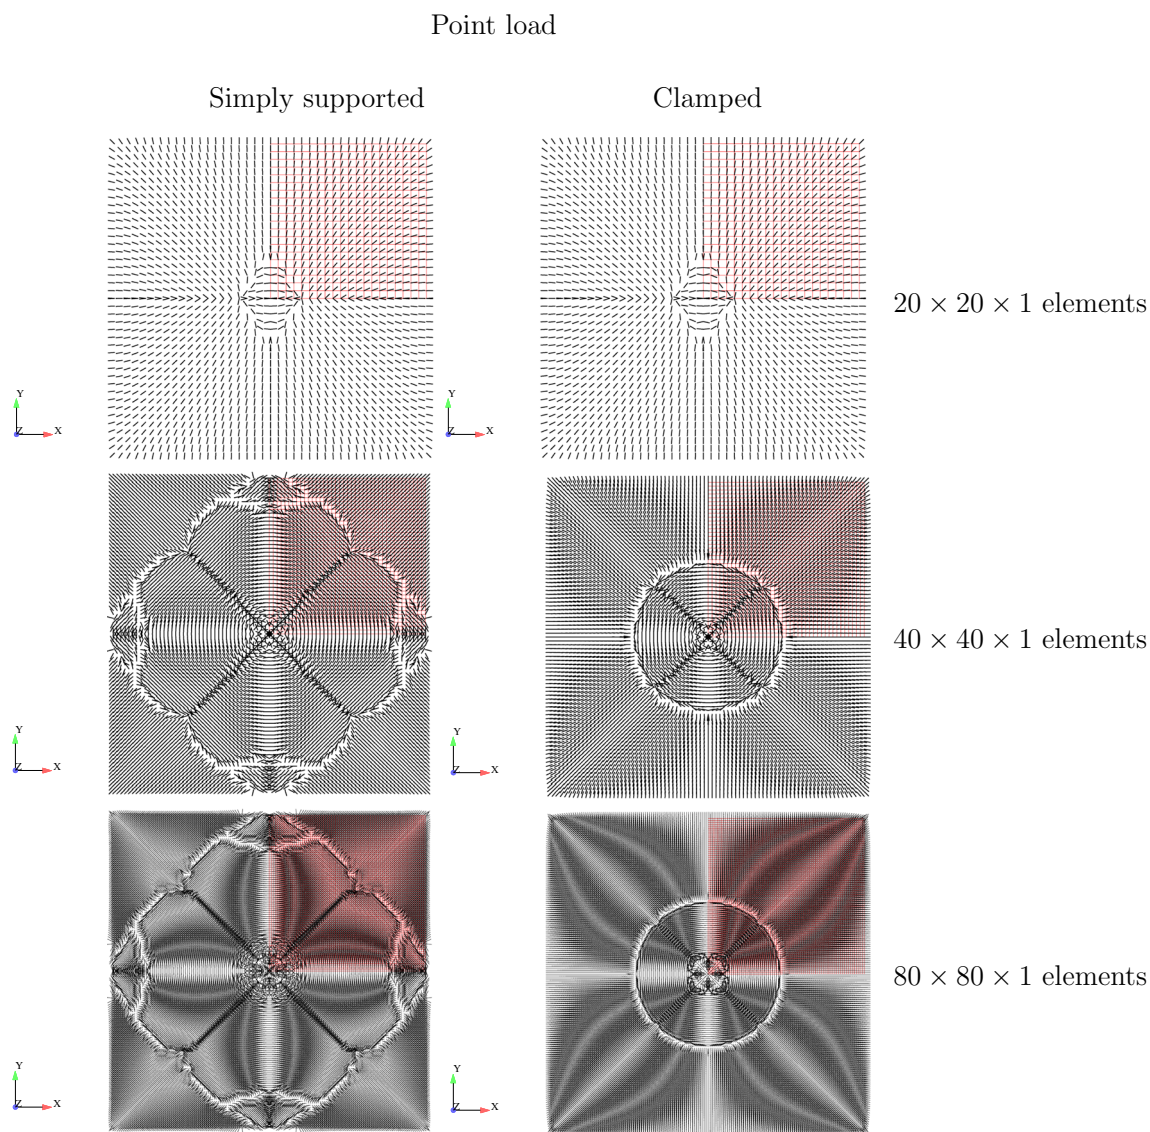 Point load
Simply supported Clamped
20 × 20 × 1 elements
Y Y
Z X Z X
40 × 40 × 1 elements
Y Y
Z X Z X
80 × 80 × 1 elements
Y Y
Z X Z X